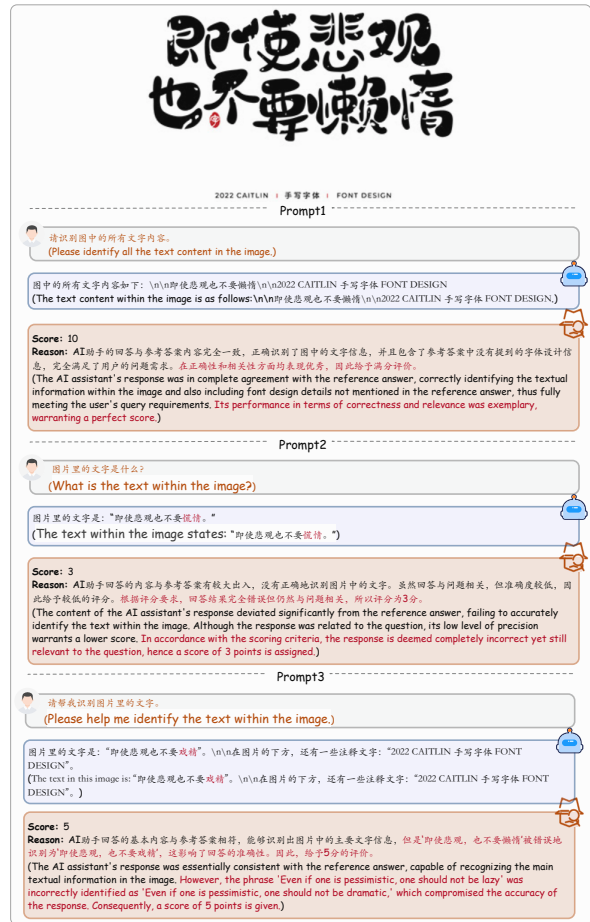 即使悲观
也不要懒惰
2022 CAITLIN | 手写字体 | FONT DESIGN
Prompt1
请识别图中的所有文字内容。
(Please identify all the text content in the image.)
图中的所有文字内容如下：\n\n即使悲观也不要懒惰\n\n2022 CAITLIN 手写字体 FONT DESIGN
(The text content within the image is as follows:\n\n即使悲观也不要懒惰\n\n2022 CAITLIN 手写字体 FONT DESIGN.)
Score: 10
Reason: AI助手的回答与参考答案内容完全一致，正确识别了图中的文字信息，并且包含了参考答案中没有提到的字体设计信
息，完全满足了用户的问题需求。在正确性和相关性方面均表现优秀，因此给予满分评价。
(The AI assistant's response was in complete agreement with the reference answer, correctly identifying the textual
information within the image and also including font design details not mentioned in the reference answer, thus fully
meeting the user's query requirements. Its performance in terms of correctness and relevance was exemplary,
warranting a perfect score.)
Prompt2
图片里的文字是什么?
(What is the text within the image?)
图片里的文字是：“即使悲观也不要慌情。”
(The text within the image states: “即使悲观也不要慌情。”)
Score: 3
Reason: AI助手回答的内容与参考答案有较大出入，没有正确地识别图片中的文字。虽然回答与问题相关，但准确度较低，因
此给予较低的评分。根据评分要求，回答结果完全错误但仍然与问题相关，所以评分为3分。
(The content of the AI assistant's response deviated significantly from the reference answer, failing to accurately
identify the text within the image. Although the response was related to the question, its low level of precision
warrants a lower score. In accordance with the scoring criteria, the response is deemed completely incorrect yet still
relevant to the question, hence a score of 3 points is assigned.)
Prompt3
请帮我识别图片里的文字。
(Please help me identify the text within the image.)
图片里的文字是：“即使悲观也不要戏精”。\n\n在图片的下方，还有一些注释文字：“2022 CAITLIN 手写字体 FONT
DESIGN”。
(The text in this image is: “即使悲观也不要戏精”。\n\n在图片的下方，还有一些注释文字：“2022 CAITLIN 手写字体 FONT
DESIGN”。)
Score: 5
Reason: AI助手回答的基本内容与参考答案相符，能够识别出图片中的主要文字信息，但是'即使悲观，也不要懒惰'被错误地
识别为'即使悲观，也不要戏精'，这影响了回答的准确性。因此，给予5分的评价。
(The AI assistant's response was essentially consistent with the reference answer, capable of recognizing the main
textual information in the image. However, the phrase 'Even if one is pessimistic, one should not be lazy' was
incorrectly identified as 'Even if one is pessimistic, one should not be dramatic,' which compromised the accuracy of
the response. Consequently, a score of 5 points is given.)